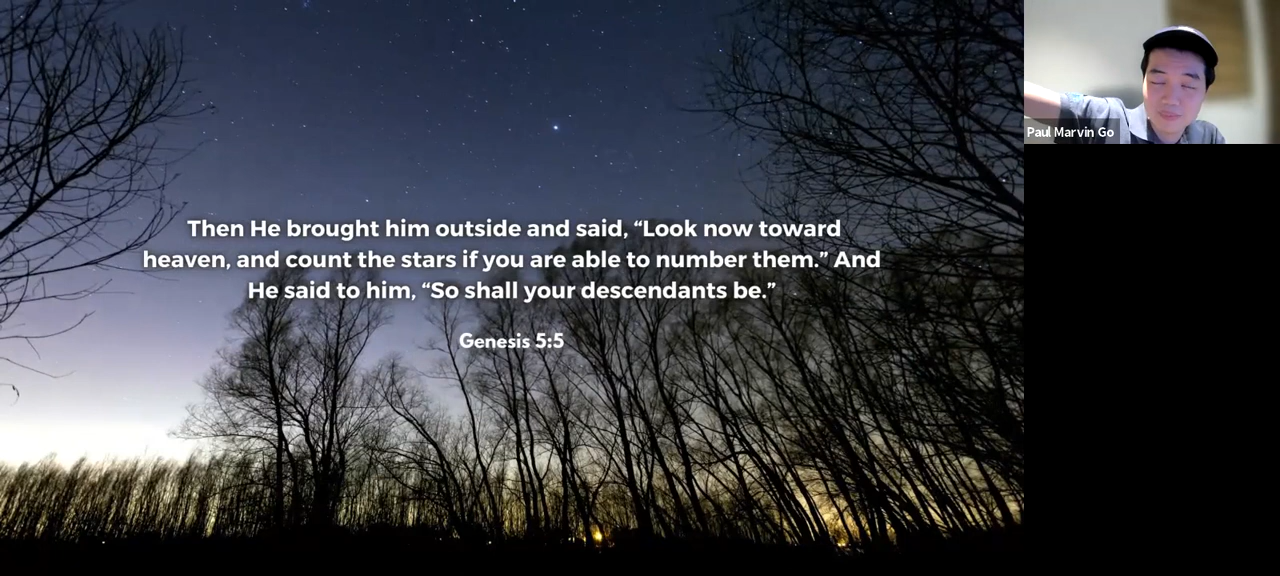 Then He brought him outside and said, “Look now toward
heaven, and count the stars if you are able to number them.” And
He said to him, “So shall your descendants be.”
Genesis 5:5
Paul Marvin Go